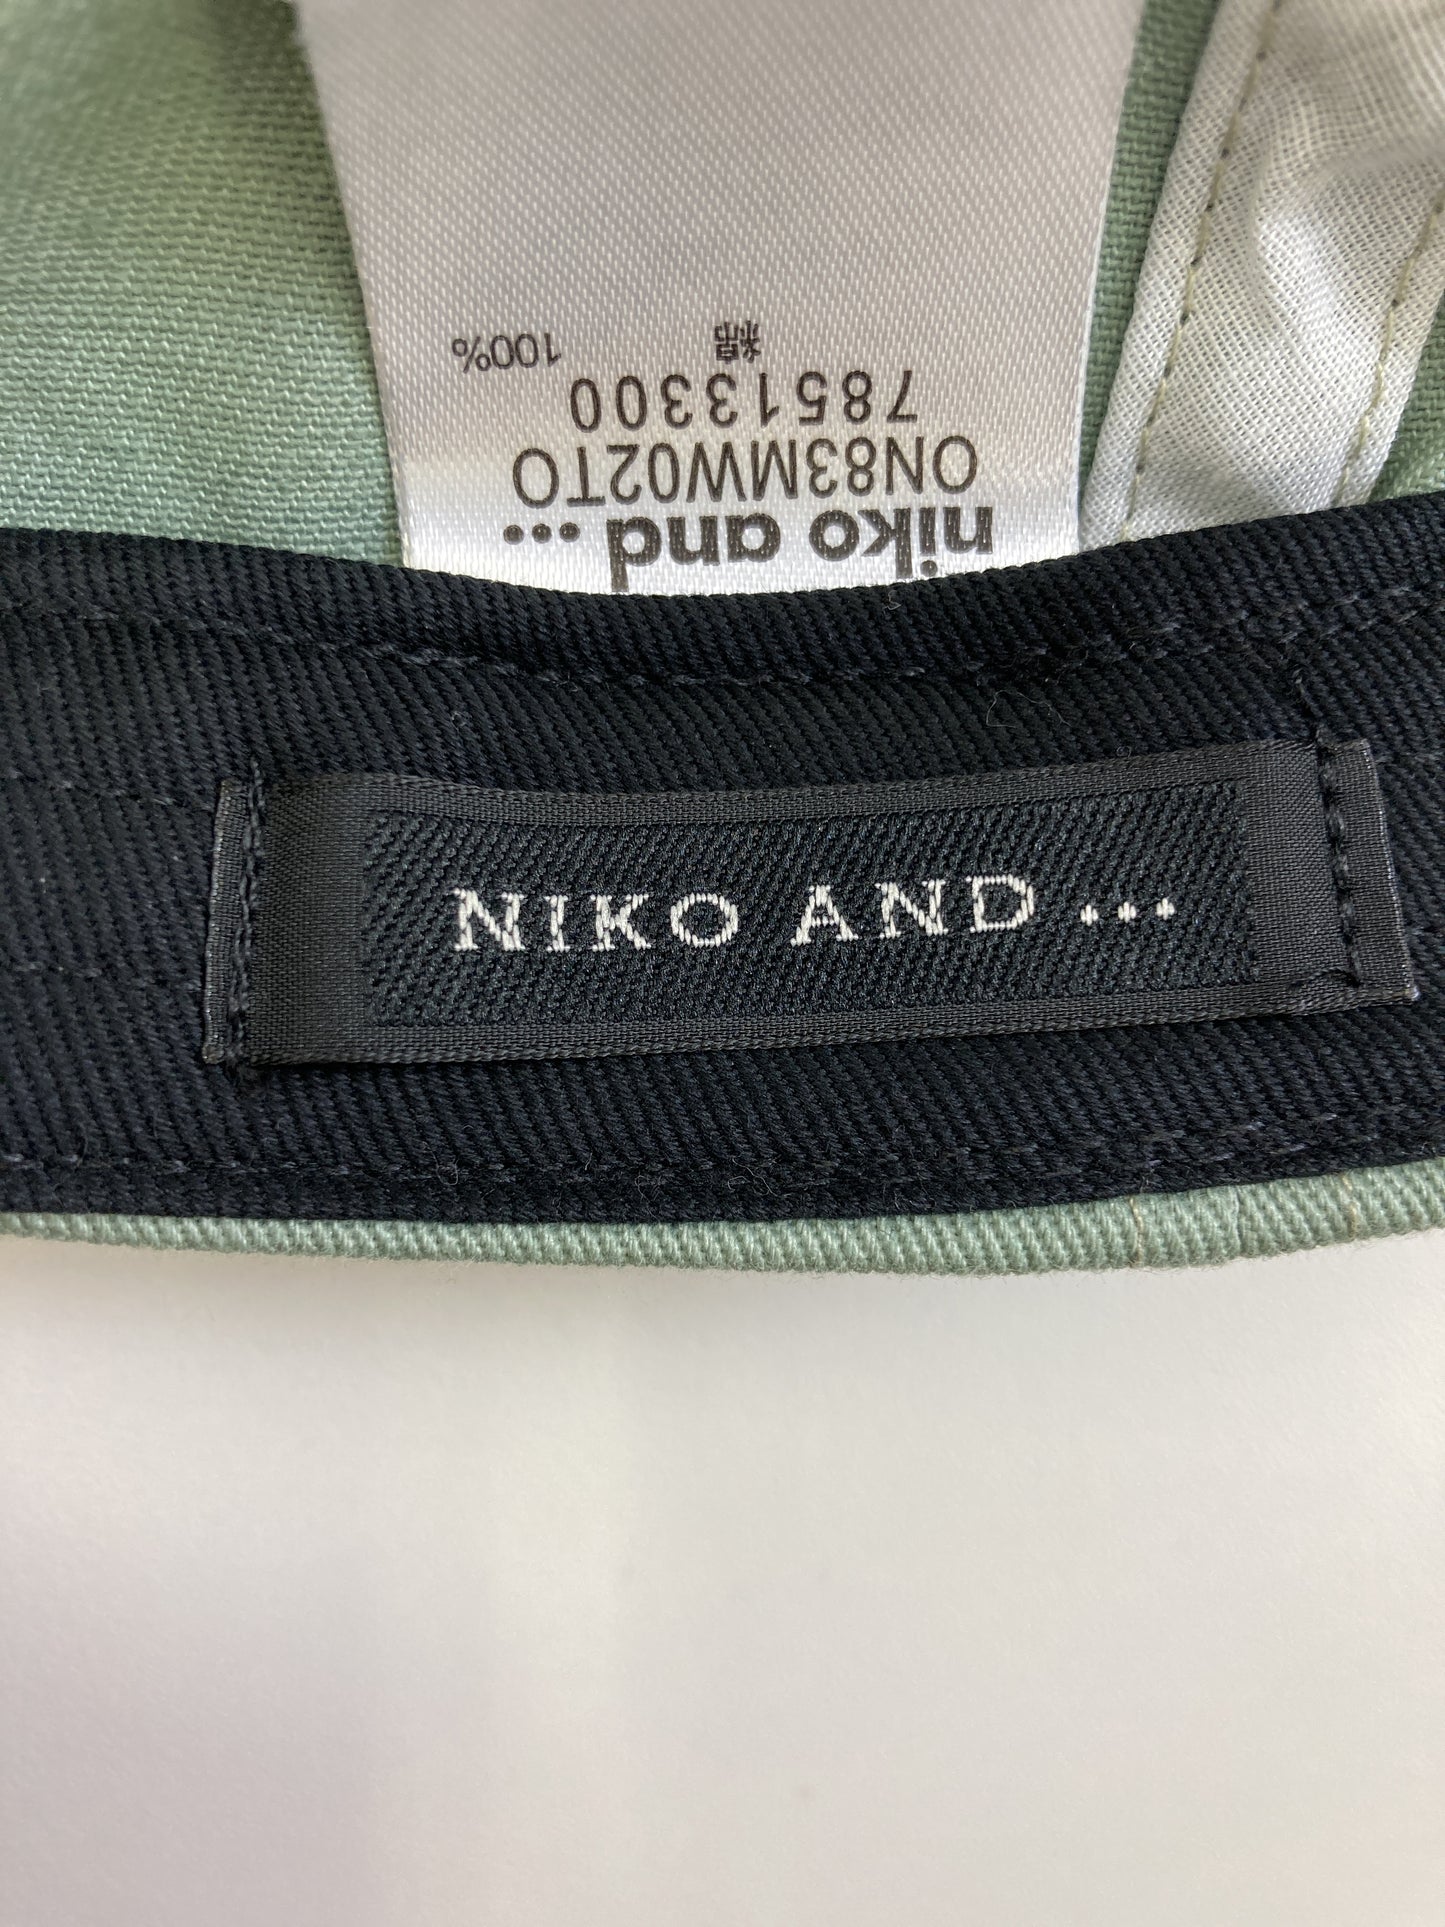 niko and ...
ON83MW02TO
78513300
綿 100%
NIKO AND ...